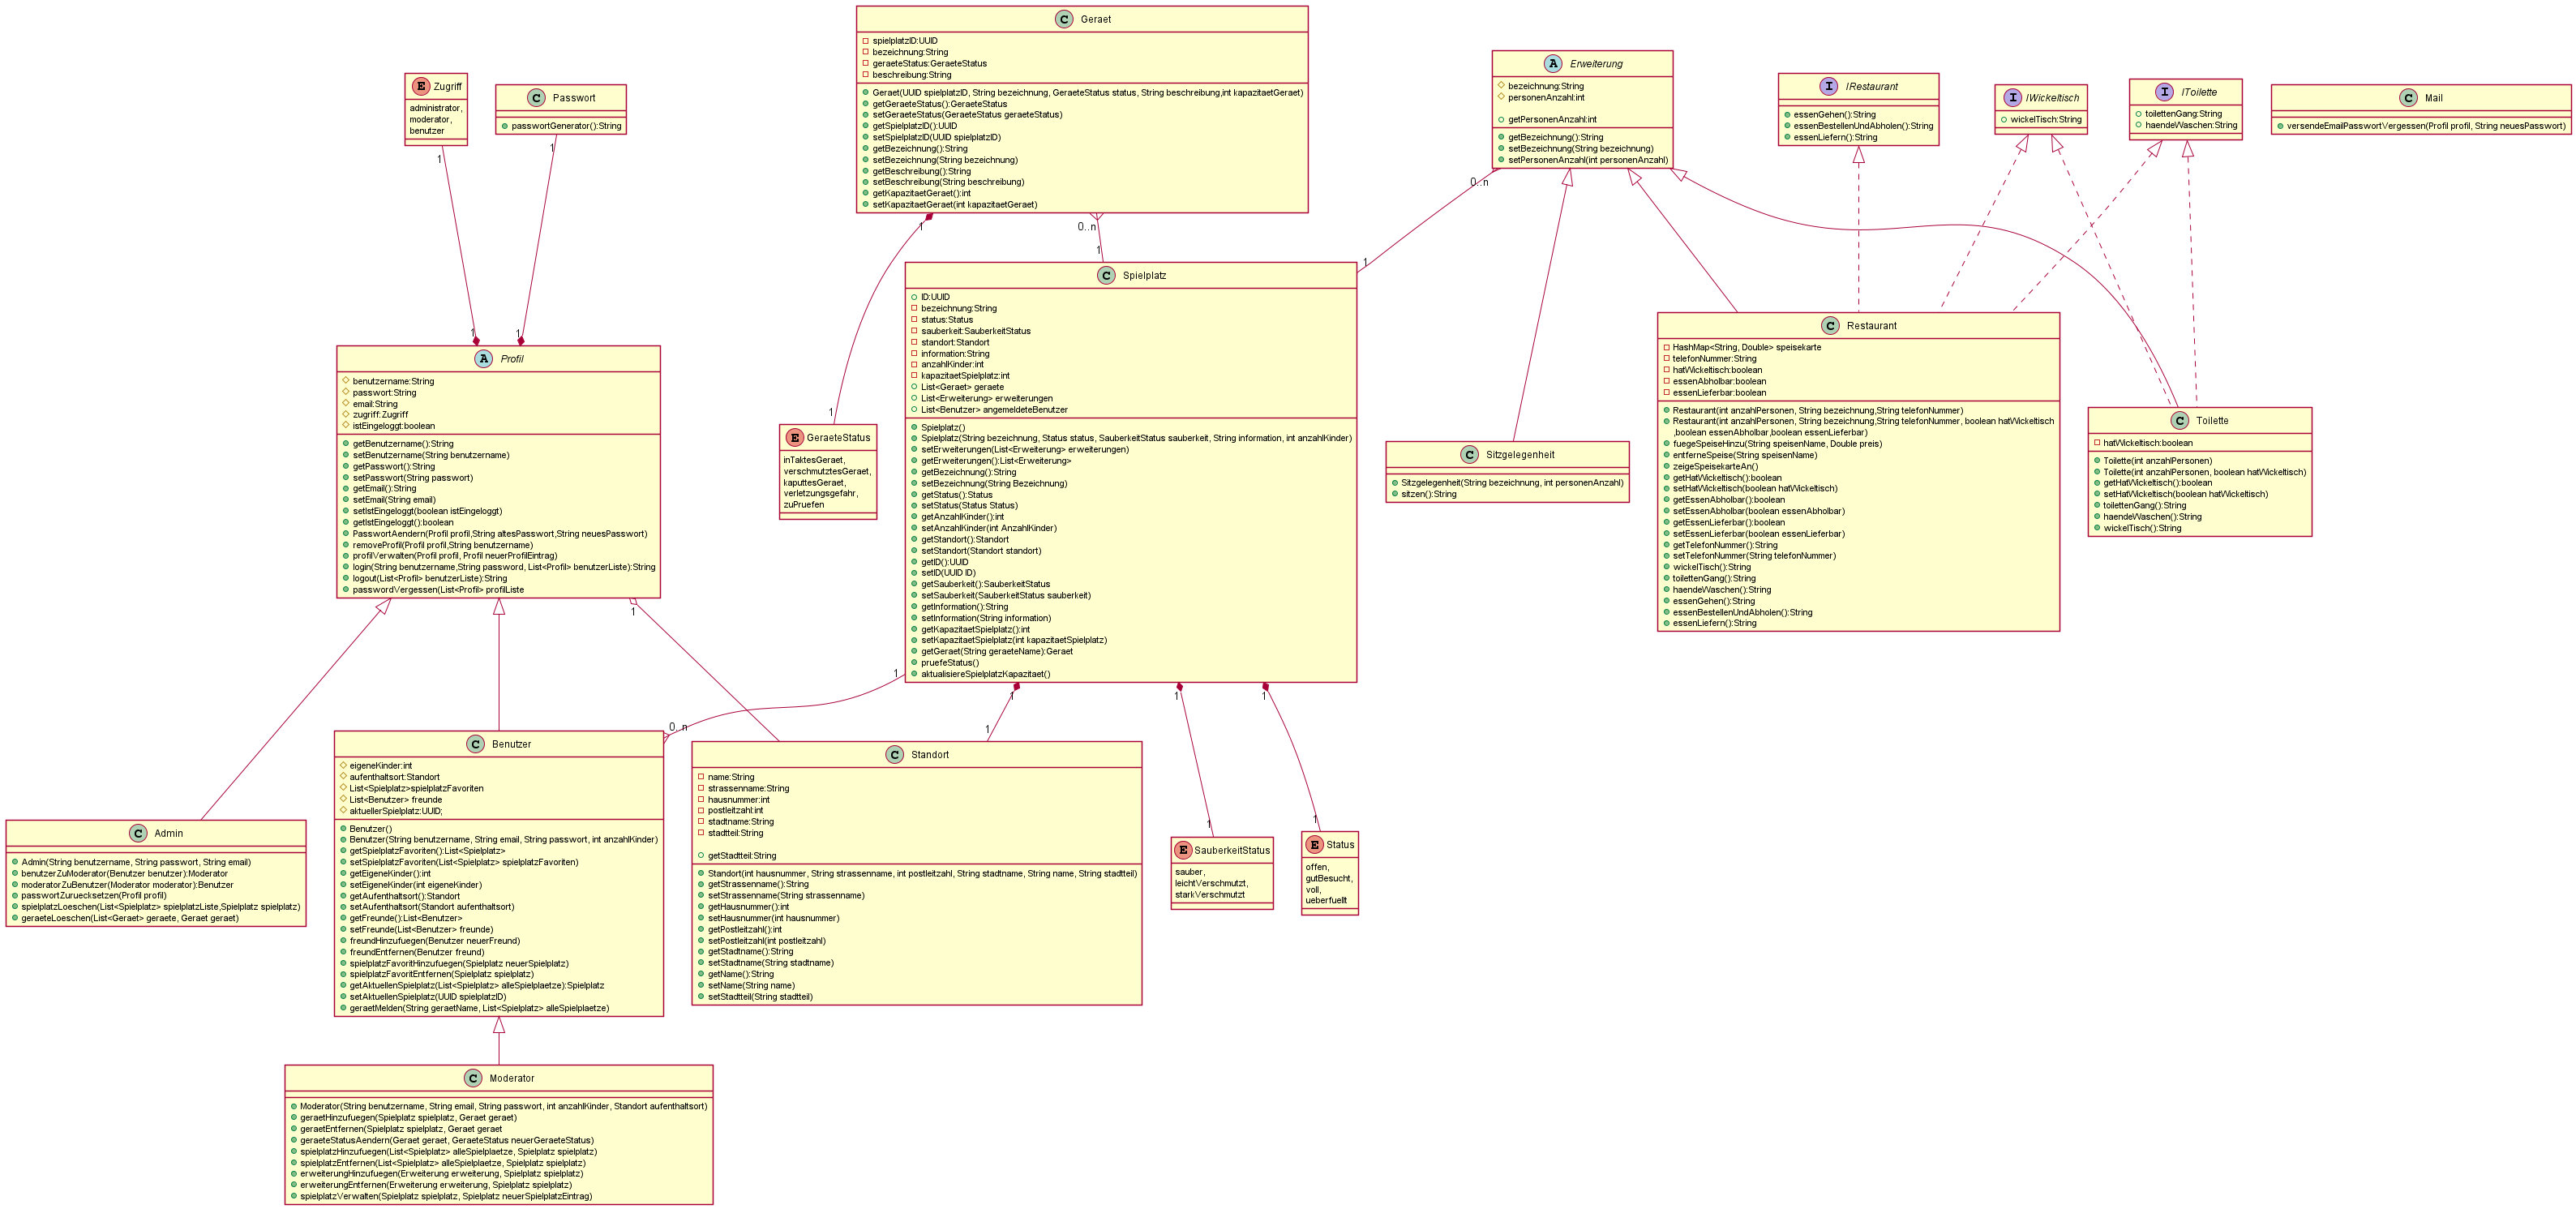 Geraet
spielplatzID:UUID
bezeichnung:String
geraeteStatus:GeraeteStatus
beschreibung:String
Geraet(UUID spielplatzID, String bezeichnung, GeraeteStatus status, String beschreibung,int kapazitaetGeraet)
getGeraeteStatus():GeraeteStatus
setGeraeteStatus(GeraeteStatus geraeteStatus)
getSpielplatzID():UUID
setSpielplatzID(UUID spielplatzID)
getBezeichnung():String
setBezeichnung(String bezeichnung)
getBeschreibung():String
setBeschreibung(String beschreibung)
getKapazitaetGeraet():int
setKapazitaetGeraet(int kapazitaetGeraet)
E Zugriff
administrator,
moderator,
benutzer
C Passwort
passwortGenerator():String
A Erweiterung
bezeichnung:String
personenAnzahl:int
getPersonenAnzahl:int
getBezeichnung():String
setBezeichnung(String bezeichnung)
setPersonenAnzahl(int personenAnzahl)
I IRestaurant
essenGehen():String
essenBestellenUndAbholen():String
essenLiefern():String
I IWickeltisch
wickelTisch:String
I IToilette
toilettenGang:String
haendeWaschen:String
C Mail
versendeEmailPasswortVergessen(Profil profil, String neuesPasswort)
1
1
1
0..n
0..n
1
1
1
1
1
C Spielplatz
ID:UUID
bezeichnung:String
status:Status
sauberkeit:SauberkeitStatus
standort:Standort
information:String
anzahlKinder:int
kapazitaetSpielplatz:int
List<Geraet> geraete
List<Erweiterung> erweiterungen
List<Benutzer> angemeldeteBenutzer
Spielplatz()
Spielplatz(String bezeichnung, Status status, SauberkeitStatus sauberkeit, String information, int anzahlKinder)
setErweiterungen(List<Erweiterung> erweiterungen)
getErweiterungen():List<Erweiterung>
getBezeichnung():String
setBezeichnung(String Bezeichnung)
getStatus():Status
setStatus(Status Status)
getAnzahlKinder():int
setAnzahlKinder(int AnzahlKinder)
getStandort():Standort
setStandort(Standort standort)
getID():UUID
setID(UUID ID)
getSauberkeit():SauberkeitStatus
setSauberkeit(SauberkeitStatus sauberkeit)
getInformation():String
setInformation(String information)
getKapazitaetSpielplatz():int
setKapazitaetSpielplatz(int kapazitaetSpielplatz)
getGeraet(String geraeteName):Geraet
pruefeStatus()
aktualisiereSpielplatzKapazitaet()
A Profil
benutzername:String
passwort:String
email:String
zugriff:Zugriff
istEingeloggt:boolean
getBenutzername():String
setBenutzername(String benutzername)
getPasswort():String
setPasswort(String passwort)
getEmail():String
setEmail(String email)
setIstEingeloggt(boolean istEingeloggt)
getIstEingeloggt():boolean
PasswortAendern(Profil profil,String altesPasswort,String neuesPasswort)
removeProfil(Profil profil,String benutzername)
profilVerwalten(Profil profil, Profil neuerProfilEintrag)
login(String benutzername,String password, List<Profil> benutzerListe):String
logout(List<Profil> benutzerListe):String
passwordVergessen(List<Profil> profilListe
E GeraeteStatus
inTaktesGeraet,
verschmutztesGeraet,
kaputtesGeraet,
verletzungsgefahr,
zuPruefen
C Sitzgelegenheit
Sitzgelegenheit(String bezeichnung, int personenAnzahl)
sitzen():String
C Restaurant
HashMap<String, Double> speisekarte
telefonNummer:String
hatWickeltisch:boolean
essenAbholbar:boolean
essenLieferbar:boolean
Restaurant(int anzahlPersonen, String bezeichnung,String telefonNummer)
Restaurant(int anzahlPersonen, String bezeichnung,String telefonNummer, boolean hatWickeltisch
,boolean essenAbholbar,boolean essenLieferbar)
fuegeSpeiseHinzu(String speisenName, Double preis)
entferneSpeise(String speisenName)
zeigeSpeisekarteAn()
getHatWickeltisch():boolean
setHatWickeltisch(boolean hatWickeltisch)
getEssenAbholbar():boolean
setEssenAbholbar(boolean essenAbholbar)
getEssenLieferbar():boolean
setEssenLieferbar(boolean essenLieferbar)
getTelefonNummer():String
setTelefonNummer(String telefonNummer)
wickelTisch():String
toilettenGang():String
haendeWaschen():String
essenGehen():String
essenBestellenUndAbholen():String
essenLiefern():String
C Toilette
hatWickeltisch:boolean
Toilette(int anzahlPersonen)
Toilette(int anzahlPersonen, boolean hatWickeltisch)
getHatWickeltisch():boolean
setHatWickeltisch(boolean hatWickeltisch)
toilettenGang():String
haendeWaschen():String
wickelTisch():String
1
1
0..n
1
1
1
1
1
1
C Benutzer
eigeneKinder:int
aufenthaltsort:Standort
List<Spielplatz>spielplatzFavoriten
List<Benutzer> freunde
aktuellerSpielplatz:UUID;
Benutzer()
Benutzer(String benutzername, String email, String passwort, int anzahlKinder)
getSpielplatzFavoriten():List<Spielplatz>
setSpielplatzFavoriten(List<Spielplatz> spielplatzFavoriten)
getEigeneKinder():int
setEigeneKinder(int eigeneKinder)
getAufenthaltsort():Standort
setAufenthaltsort(Standort aufenthaltsort)
getFreunde():List<Benutzer>
setFreunde(List<Benutzer> freunde)
freundHinzufuegen(Benutzer neuerFreund)
freundEntfernen(Benutzer freund)
spielplatzFavoritHinzufuegen(Spielplatz neuerSpielplatz)
spielplatzFavoritEntfernen(Spielplatz spielplatz)
getAktuellenSpielplatz(List<Spielplatz> alleSpielplaetze):Spielplatz
setAktuellenSpielplatz(UUID spielplatzID)
geraetMelden(String geraetName, List<Spielplatz> alleSpielplaetze)
C Standort
name:String
strassenname:String
hausnummer:int
postleitzahl:int
stadtname:String
stadtteil:String
getStadtteil:String
Standort(int hausnummer, String strassenname, int postleitzahl, String stadtname, String name, String stadtteil)
getStrassenname():String
setStrassenname(String strassenname)
getHausnummer():int
setHausnummer(int hausnummer)
getPostleitzahl():int
setPostleitzahl(int postleitzahl)
getStadtname():String
setStadtname(String stadtname)
getName():String
setName(String name)
setStadtteil(String stadtteil)
C Admin
Admin(String benutzername, String passwort, String email)
benutzerZuModerator(Benutzer benutzer):Moderator
moderatorZuBenutzer(Moderator moderator):Benutzer
passwortZuruecksetzen(Profil profil)
spielplatzLoeschen(List<Spielplatz> spielplatzListe,Spielplatz spielplatz)
geraeteLoeschen(List<Geraet> geraete, Geraet geraet)
E SauberkeitStatus
sauber,
leichtVerschmutzt,
starkVerschmutzt
E Status
offen,
gutBesucht,
voll,
ueberfuellt
C Moderator
Moderator(String benutzername, String email, String passwort, int anzahlKinder, Standort aufenthaltsort)
geraetHinzufuegen(Spielplatz spielplatz, Geraet geraet)
geraetEntfernen(Spielplatz spielplatz, Geraet geraet
geraeteStatusAendern(Geraet geraet, GeraeteStatus neuerGeraeteStatus)
spielplatzHinzufuegen(List<Spielplatz> alleSpielplaetze, Spielplatz spielplatz)
spielplatzEntfernen(List<Spielplatz> alleSpielplaetze, Spielplatz spielplatz)
erweiterungHinzufuegen(Erweiterung erweiterung, Spielplatz spielplatz)
erweiterungEntfernen(Erweiterung erweiterung, Spielplatz spielplatz)
spielplatzVerwalten(Spielplatz spielplatz, Spielplatz neuerSpielplatzEintrag)